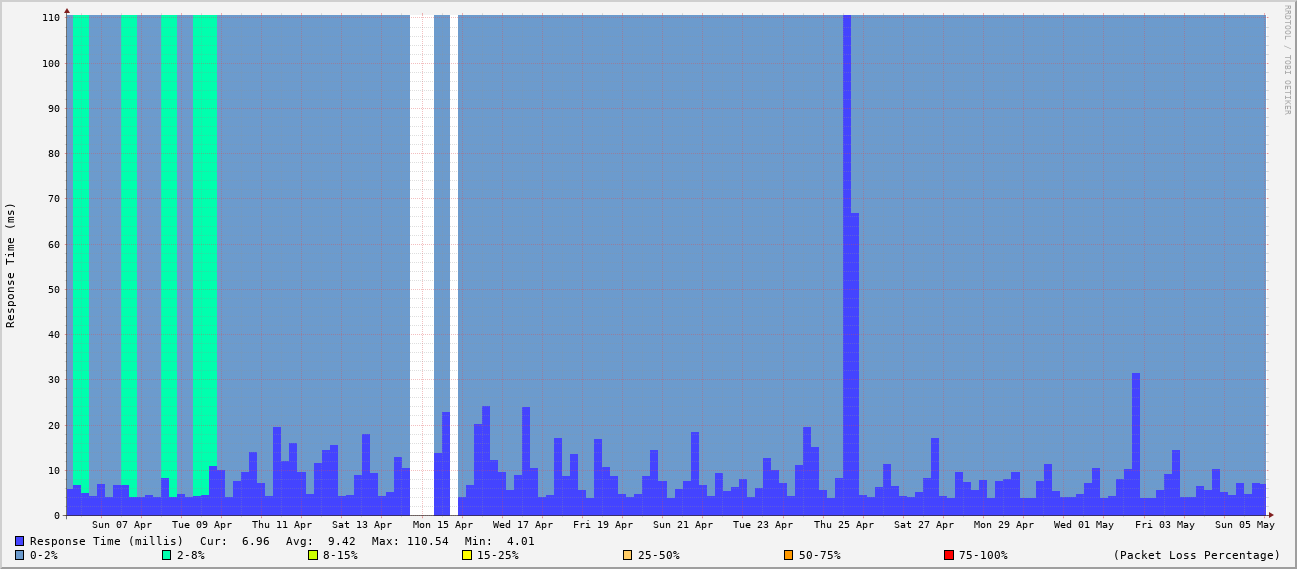 RRDTOOL / TOBI OETIKER
Response Time (ms)
110
100
90
80
70
60
50
40
30
20
10
0
Sun 07 Apr Tue 09 Apr Thu 11 Apr Sat 13 Apr Mon 15 Apr Wed 17 Apr Fri 19 Apr Sun 21 Apr Tue 23 Apr Thu 25 Apr Sat 27 Apr Mon 29 Apr Wed 01 May Fri 03 May Sun 05 May
Response Time (millis) Cur: 6.96 Avg: 9.42 Max: 110.54 Min: 4.01
0-2% 2-8% 8-15% 15-25% 25-50% 50-75% 75-100% (Packet Loss Percentage)